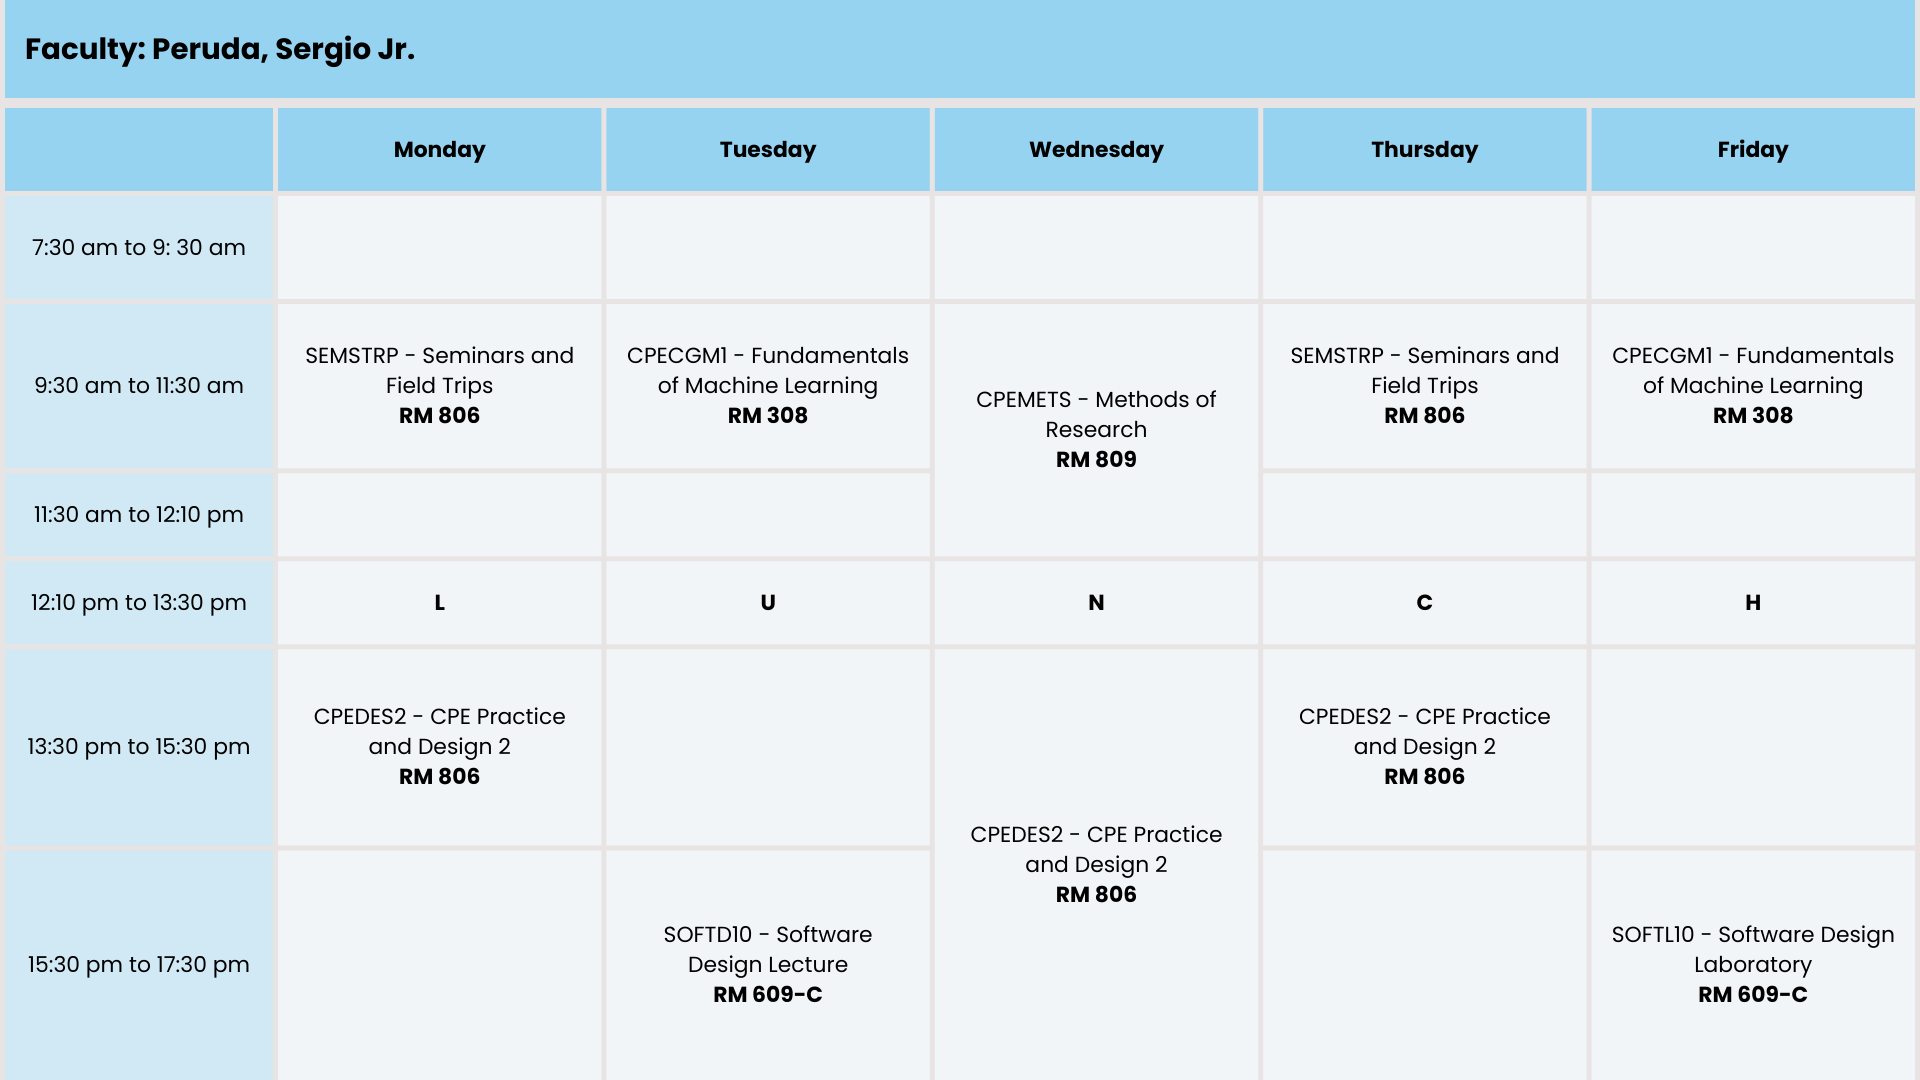 Faculty: Peruda, Sergio Jr.
Monday Tuesday Wednesday Thursday Friday
7:30 am to 9: 30 am
9:30 am to 11:30 am
SEMSTRP - Seminars and
Field Trips
RM 806
CPECGM1 - Fundamentals
of Machine Learning
RM 308
CPEMETS - Methods of
Research
RM 809
SEMSTRP - Seminars and
Field Trips
RM 806
CPECGM1 - Fundamentals
of Machine Learning
RM 308
11:30 am to 12:10 pm
12:10 pm to 13:30 pm L U N C H
13:30 pm to 15:30 pm
CPEDES2 - CPE Practice
and Design 2
RM 806
CPEDES2 - CPE Practice
and Design 2
RM 806
CPEDES2 - CPE Practice
and Design 2
RM 806
15:30 pm to 17:30 pm
SOFTD10 - Software
Design Lecture
RM 609-C
SOFTL10 - Software Design
Laboratory
RM 609-C